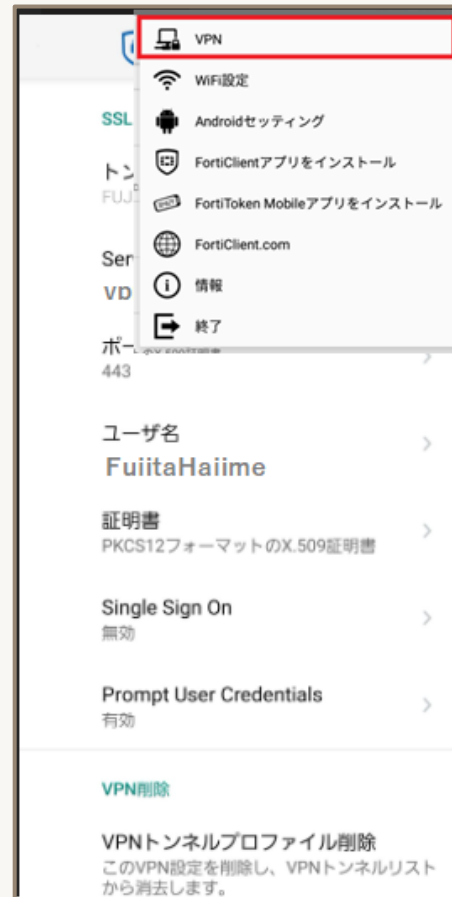 VPN
WiFi設定
SSL
Androidセッティング
FortiClientアプリをインストール
FUJ
FortiToken Mobileアプリをインストール
FortiClient.com
Ser
情報
終了
ポー
443
ユーザ名
FuiitaHaiime
証明書
PKCS12フォーマットのX.509証明書
Single Sign On
無効
Prompt User Credentials
有効
VPN削除
VPNトンネルプロファイル削除
このVPN設定を削除し、VPNトンネルリスト
から消去します。